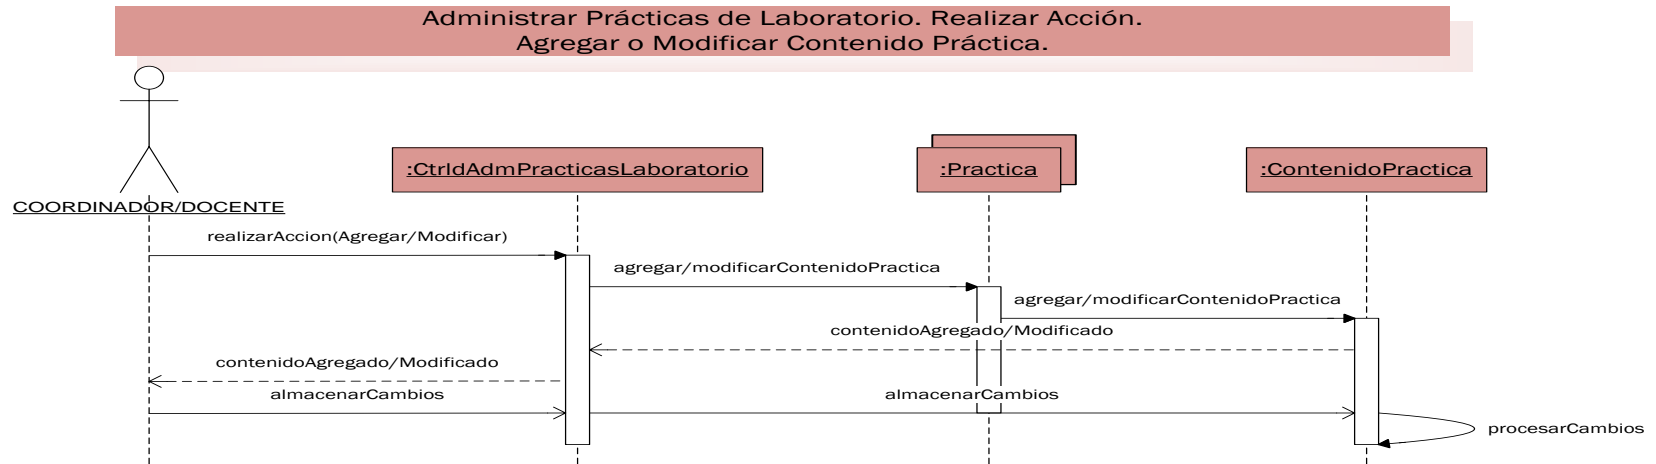 Administrar Prácticas de Laboratorio. Realizar Acción.
Agregar o Modificar Contenido Práctica.
:CtrldAdmPracticasLaboratorio
:Practica
:ContenidoPractica
COORDINADOR/DOCENTE
realizarAccion(Agregar/Modificar)
agregar/modificarContenidoPractica
agregar/modificarContenidoPractica
contenidoAgregado/Modificado
contenidoAgregado/Modificado
almacenarCambios
almacenarCambios
procesarCambios